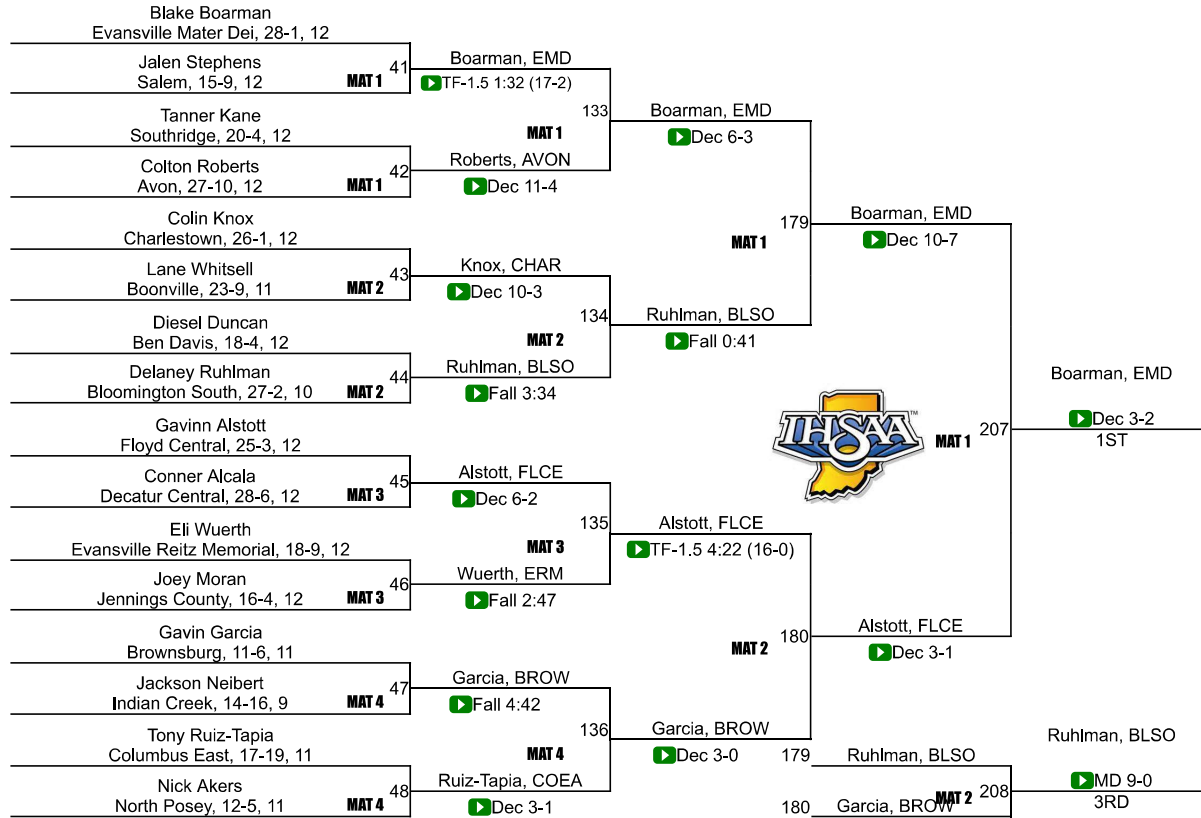 Blake Boarman
Evansville Mater Dei, 28-1, 12
Jalen Stephens
Salem, 15-9, 12
MAT 1
41
Boarman, EMD
TF-1.5 1:32 (17-2)
Tanner Kane
Southridge, 20-4, 12
Colton Roberts
Avon, 27-10, 12
MAT 1
42
Roberts, AVON
Dec 11-4
MAT 1
133
Boarman, EMD
Dec 6-3
Colin Knox
Charlestown, 26-1, 12
Lane Whitsell
Boonville, 23-9, 11
MAT 2
43
Knox, CHAR
Dec 10-3
Diesel Duncan
Ben Davis, 18-4, 12
Delaney Ruhlman
Bloomington South, 27-2, 10
MAT 2
44
Ruhlman, BLSO
Fall 3:34
MAT 2
134
Ruhlman, BLSO
Fall 0:41
MAT 1
179
Boarman, EMD
Dec 10-7
Gavinn Alstott
Floyd Central, 25-3, 12
Conner Alcala
Decatur Central, 28-6, 12
MAT 3
45
Alstott, FLCE
Dec 6-2
Eli Wuerth
Evansville Reitz Memorial, 18-9, 12
Joey Moran
Jennings County, 16-4, 12
MAT 3
46
Wuerth, ERM
Fall 2:47
MAT 3
135
Alstott, FLCE
TF-1.5 4:22 (16-0)
Gavin Garcia
Brownsburg, 11-6, 11
Jackson Neibert
Indian Creek, 14-16, 9
MAT 4
47
Garcia, BROW
Fall 4:42
Tony Ruiz-Tapia
Columbus East, 17-19, 11
Nick Akers
North Posey, 12-5, 11
MAT 4
48
Ruiz-Tapia, COEA
Dec 3-1
MAT 4
136
Garcia, BROW
Dec 3-0
MAT 2
180
Alstott, FLCE
Dec 3-1
IHSAA
TM
MAT 1
207
Boarman, EMD
Dec 3-2
1ST
179
Ruhlman, BLSO
180
Garcia, BROW
MAT 2
208
Ruhlman, BLSO
MD 9-0
3RD